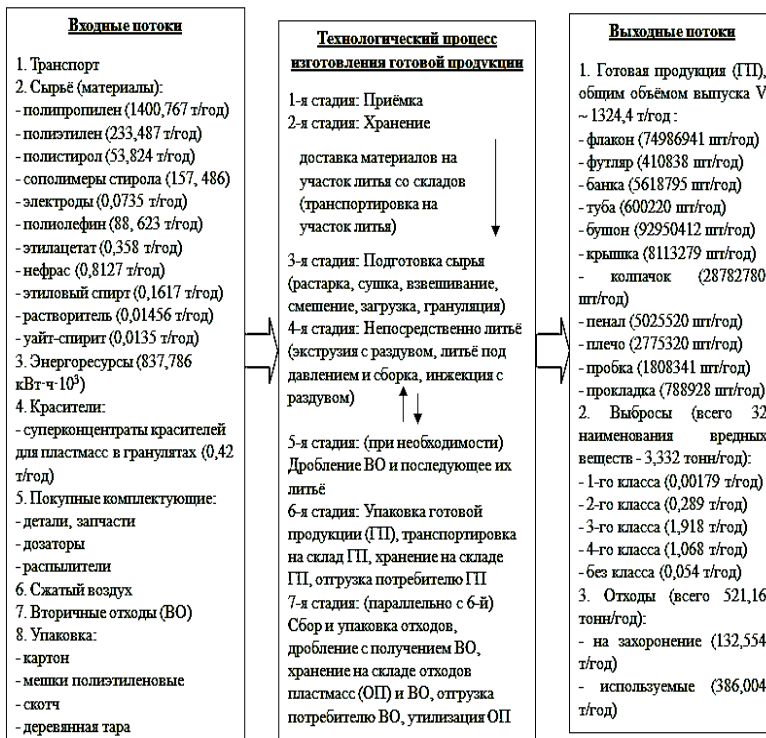 Входные потоки
1. Транспорт
2. Сырьё (материалы):
- полипропилен (1400,767 т/год)
- полиэтилен (233,487 т/год)
- полистирол (53,824 т/год)
- сополимеры стирола (157, 486)
- электроды (0,0735 т/год)
- полиолефин (88, 623 т/год)
- этилацетат (0,358 т/год)
- нефрас (0,8127 т/год)
- этиловый спирт (0,1617 т/год)
- растворитель (0,01456 т/год)
- уайт-спирит (0,0135 т/год)
3. Энергоресурсы (837,786
кВт·ч·10³)
4. Красители:
- суперконцентраты красителей
для пластмасс в гранулятах (0,42
т/год)
5. Покупные комплектующие:
- детали, запчасти
- дозаторы
- распылители
6. Сжатый воздух
7. Вторичные отходы (ВО)
8. Упаковка:
- картон
- мешки полиэтиленовые
- скотч
- деревянная тара
Технологический процесс
изготовления готовой продукции
1-я стадия: Приёмка
2-я стадия: Хранение
доставка материалов на
участок литья со складов
(транспортировка на
участок литья)
3-я стадия: Подготовка сырья
(растарка, сушка, взвешивание,
смешение, загрузка, грануляция)
4-я стадия: Непосредственно литьё
(экструзия с раздувом, литьё под
давлением и сборка, инжекция с
раздувом)
5-я стадия: (при необходимости)
Дробление ВО и последующее их
литьё
6-я стадия: Упаковка готовой
продукции (ГП), транспортировка
на склад ГП, хранение на складе
ГП, отгрузка потребителю ГП
7-я стадия: (параллельно с 6-й)
Сбор и упаковка отходов,
дробление с получением ВО,
хранение на складе отходов
пластмасс (ОП) и ВО, отгрузка
потребителю ВО, утилизация ОП
Выходные потоки
1. Готовая продукция (ГП),
общим объёмом выпуска V
~ 1324,4 т/год :
- флакон (74986941 шт/год)
- футляр (410838 шт/год)
- банка (5618795 шт/год)
- туба (600220 шт/год)
- бушон (92950412 шт/год)
- крышка (8113279 шт/год)
- колпачок (28782780
шт/год)
- пенал (5025520 шт/год)
- плечо (2775320 шт/год)
- пробка (1808341 шт/год)
- прокладка (788928 шт/год)
2. Выбросы (всего 32
наименования вредных
веществ - 3,332 тонн/год):
- 1-го класса (0,00179 т/год)
- 2-го класса (0,289 т/год)
- 3-го класса (1,918 т/год)
- 4-го класса (1,068 т/год)
- без класса (0,054 т/год)
3. Отходы (всего 521,16
тонн/год):
- на захоронение (132,554
т/год)
- используемые (386,004
т/год)